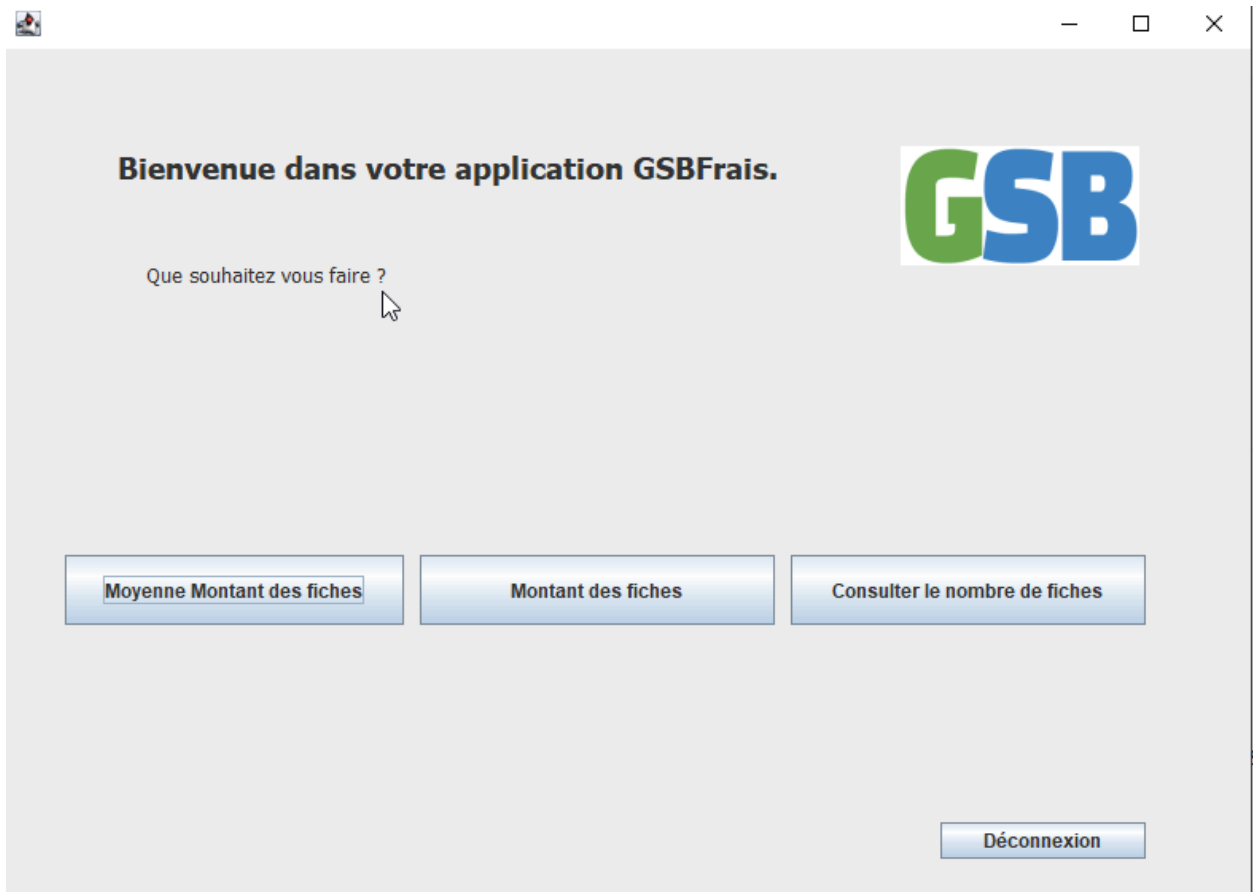 Bienvenue dans votre application GSBFrais.
GSB
Que souhaitez vous faire ?
Moyenne Montant des fiches
Montant des fiches
Consulter le nombre de fiches
Déconnexion